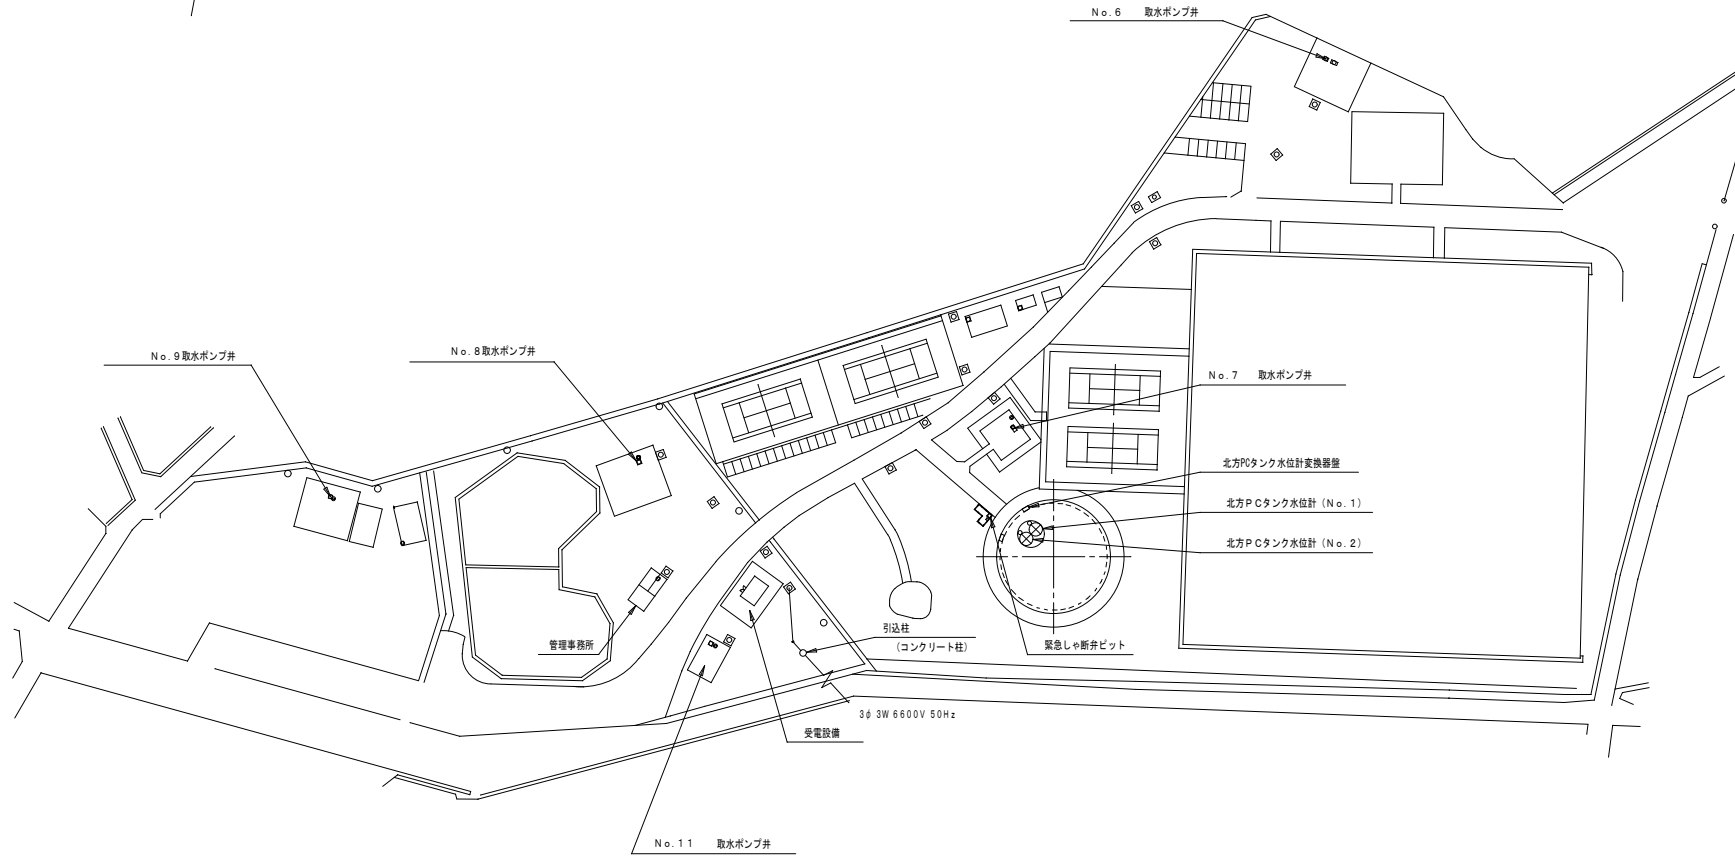 Ｎｏ.６　　取水ポンプ井
Ｎｏ.９取水ポンプ井
Ｎｏ.８取水ポンプ井
Ｎｏ.７　　取水ポンプ井
北方PCタンク水位計変換器盤
北方ＰＣタンク水位計（Ｎｏ.１）
北方ＰＣタンク水位計（Ｎｏ.２）
管理事務所
引込柱
（コンクリート柱）
緊急しゃ断弁ピット
3φ 3W 6600V 50Hz
受電設備
Ｎｏ.１１　　取水ポンプ井